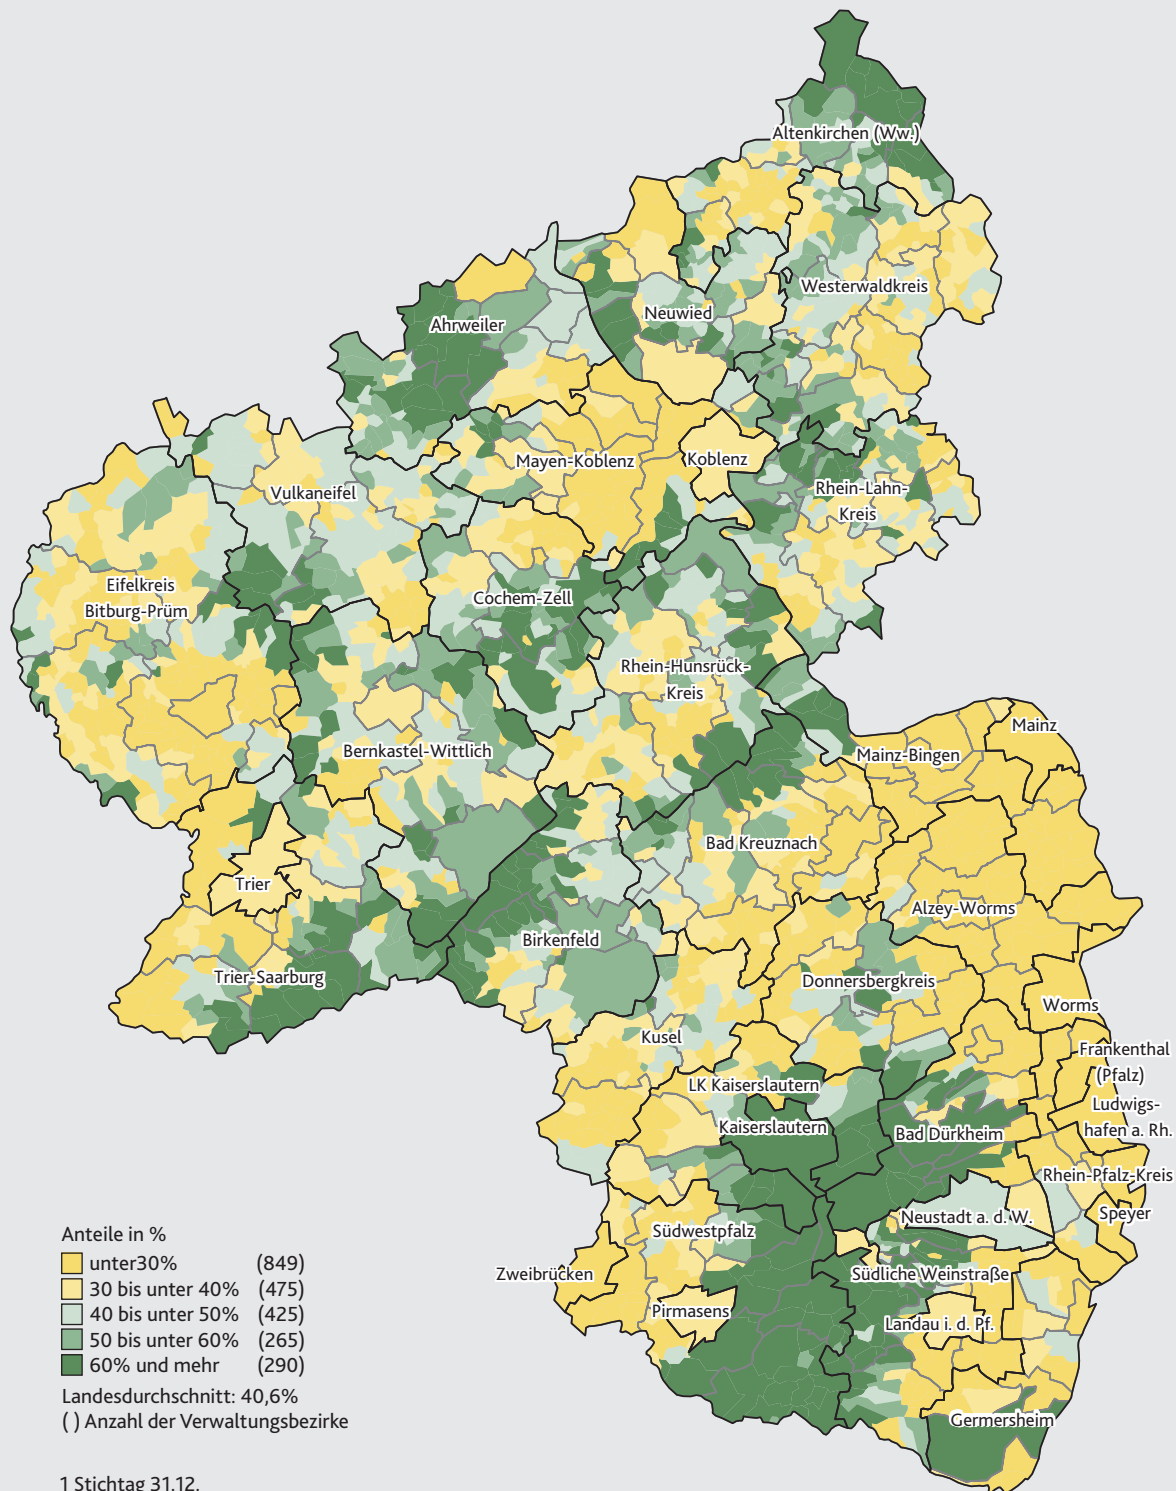 Altenkirchen (Ww.)
Westerwaldkreis
Neuwied
Ahrweiler
Mayen-Koblenz
Koblenz
Vulkaneifel
Rhein-Lahn-
Kreis
Eifelkreis
Bitburg-Prüm
Cochem-Zell
Rhein-Hunsrück-
Kreis
Bernkastel-Wittlich
Mainz
Mainz-Bingen
Bad Kreuznach
Trier
Alzey-Worms
Birkenfeld
Trier-Saarburg
Donnersbergkreis
Worms
Kusel
Frankenthal
(Pfalz)
LK Kaiserslautern
Ludwigs-
hafen a. Rh.
Kaiserslautern
Bad Dürkheim
Rhein-Pfalz-Kreis
Neustadt a. d. W.
Speyer
Südwestpfalz
Zweibrücken
Südliche Weinstraße
Pirmasens
Landau i. d. Pf.
Germersheim
Anteile in %
unter30% (849)
30 bis unter 40% (475)
40 bis unter 50% (425)
50 bis unter 60% (265)
60% und mehr (290)
Landesdurchschnitt: 40,6%
( ) Anzahl der Verwaltungsbezirke
1 Stichtag 31.12.